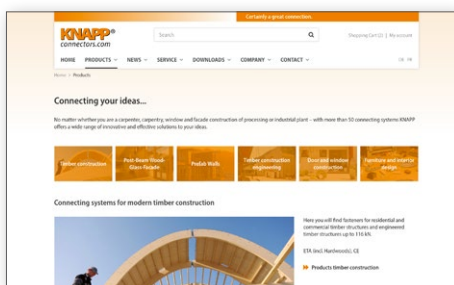 Certainly a great connection.
KNAPP®
connectors.com
Search
Shopping Cart (2) | My account
HOME PRODUCTS NEWS SERVICE DOWNLOADS COMPANY CONTACT
Home > Products
Connecting your ideas...
No matter whether you are a carpenter, carpentry, window and facade construction of processing or industrial plant – with more than 50 connecting systems KNAPP
offers a wide range of innovative and effective solutions to your ideas.
Timber construction
Post-Beam Wood-
Glass-Facade
Prefab Walls
Timber construction
engineering
Door and window
construction
Furniture and interior
design
Connecting systems for modern timber construction
Here you will find fasteners for residential and
commercial timber structures and engineered
timber structures up to 116 kN.
ETA (incl. Hardwoods), CE
Products timber construction